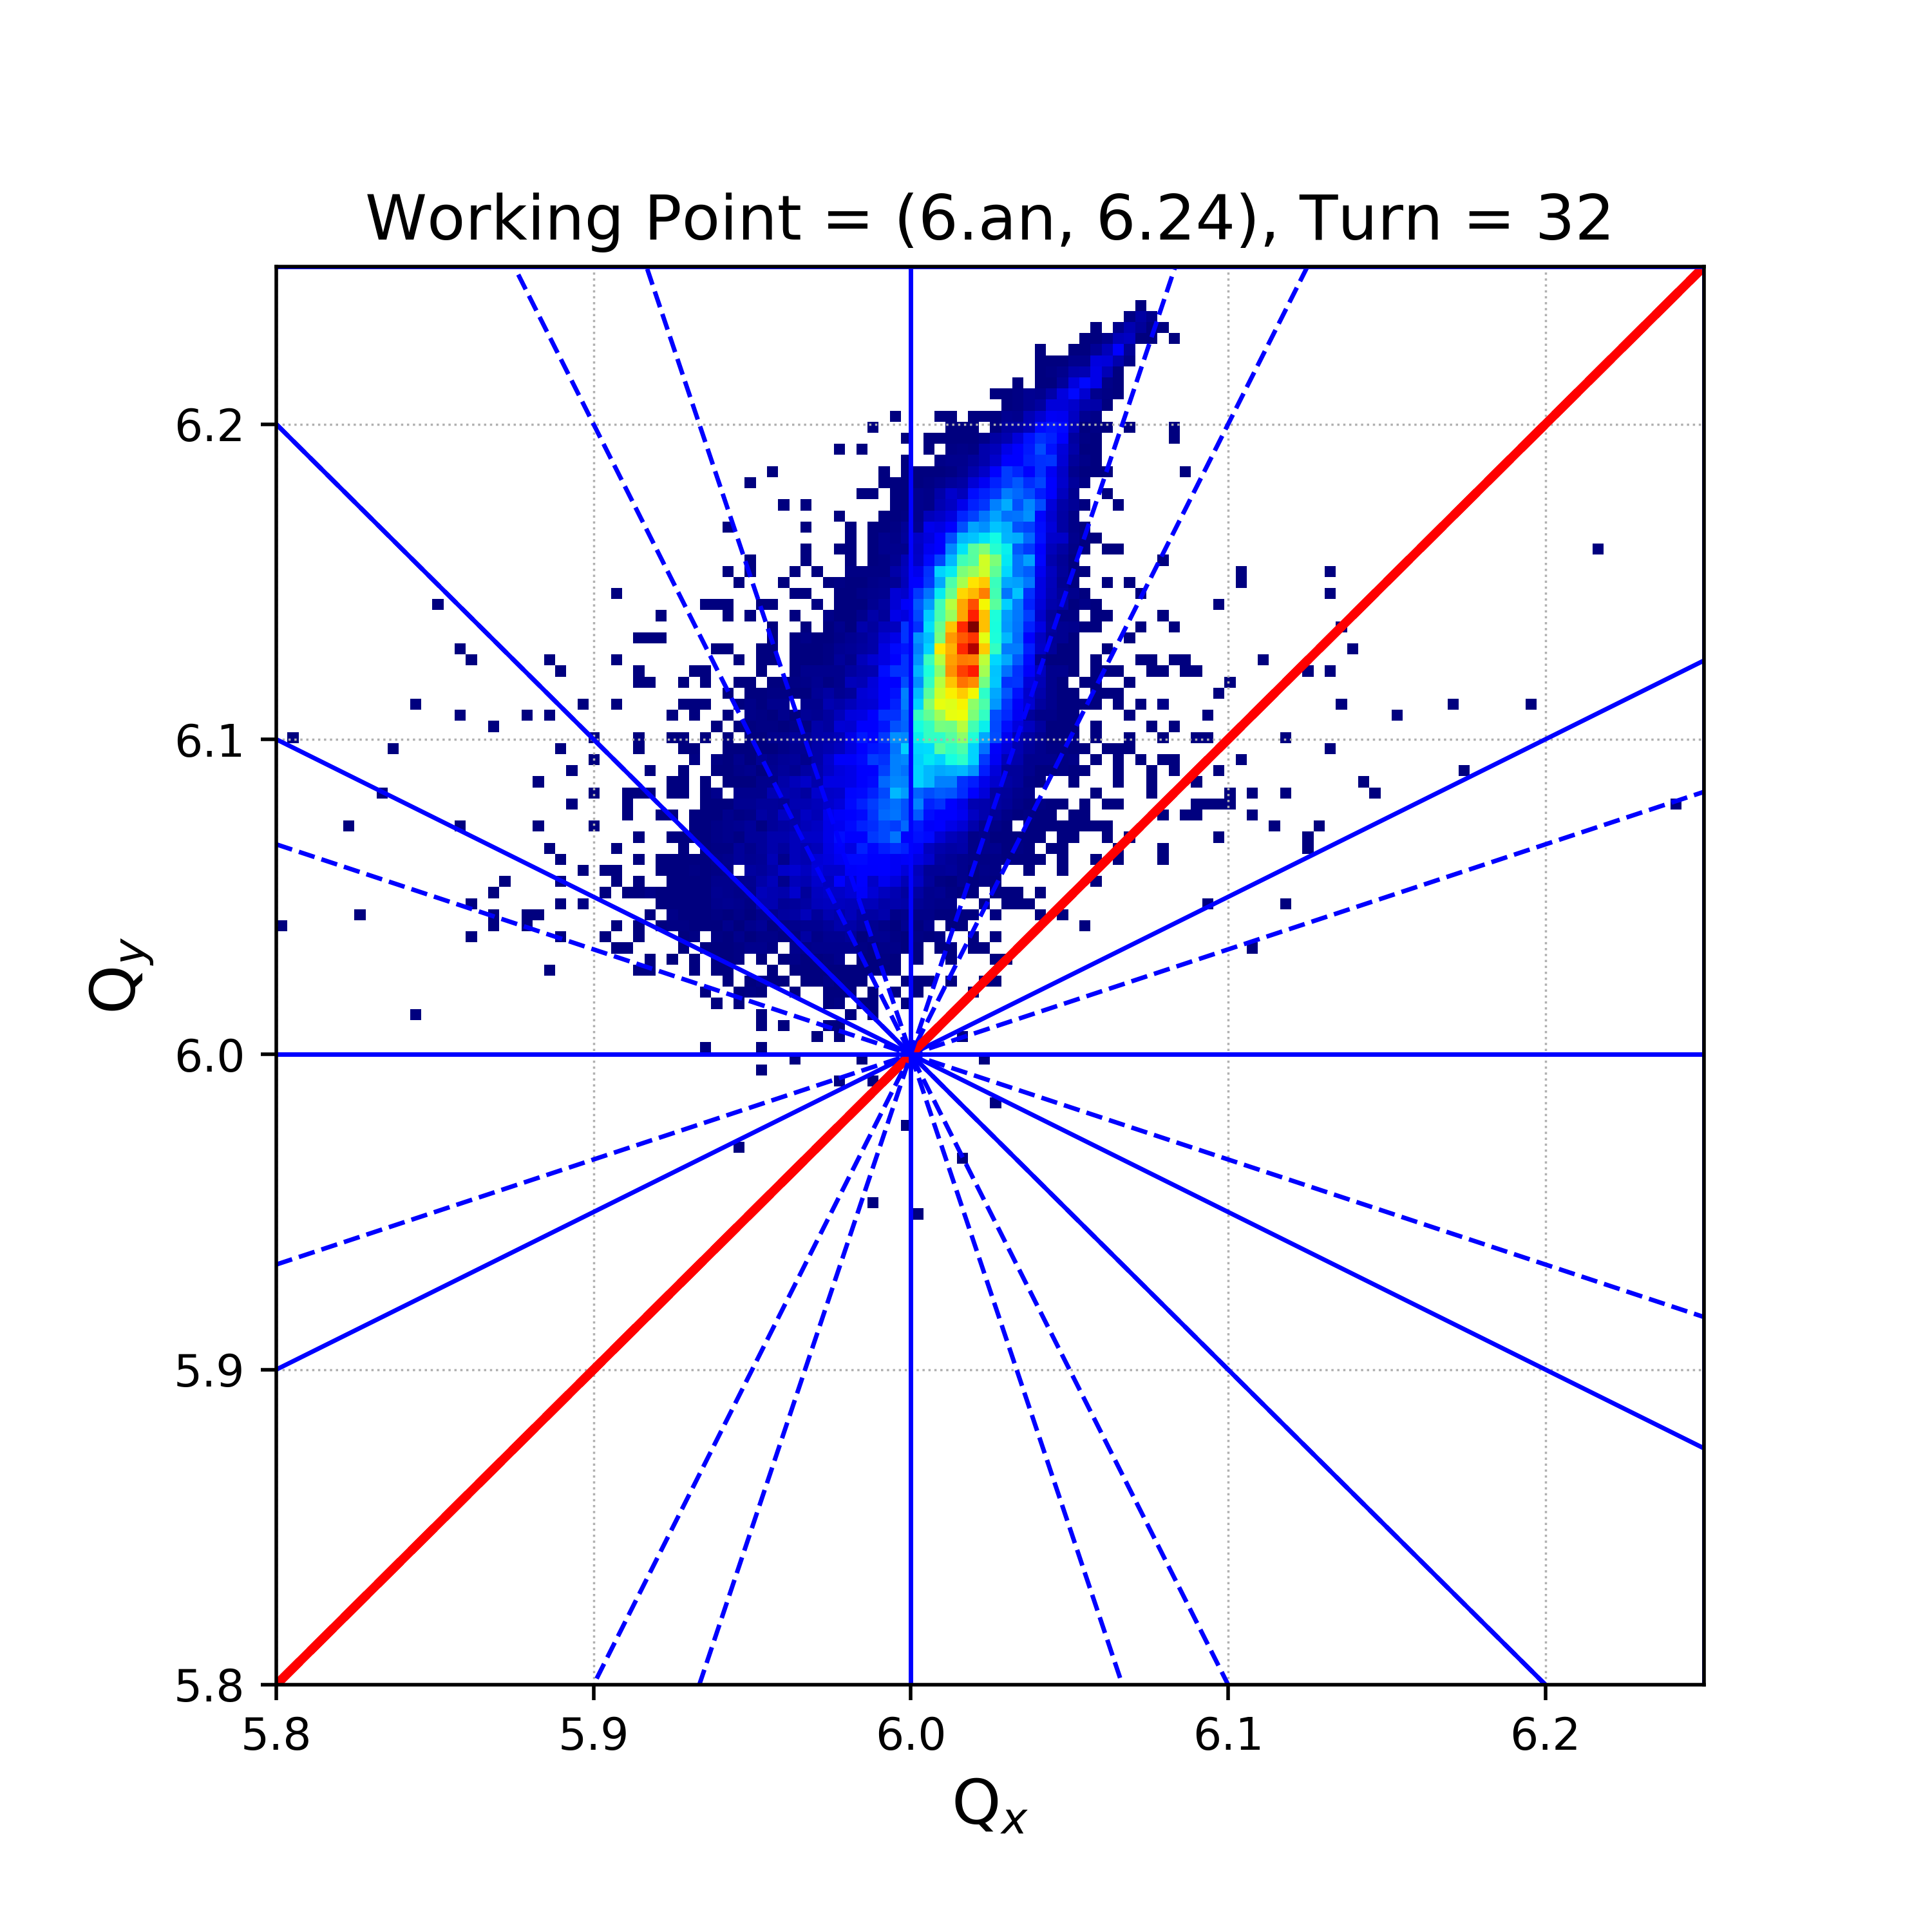 Working Point = (6.an, 6.24), Turn = 32
6.2
6.1
6.0
5.9
5.8
Qy
5.8 5.9 6.0 6.1 6.2
Qx